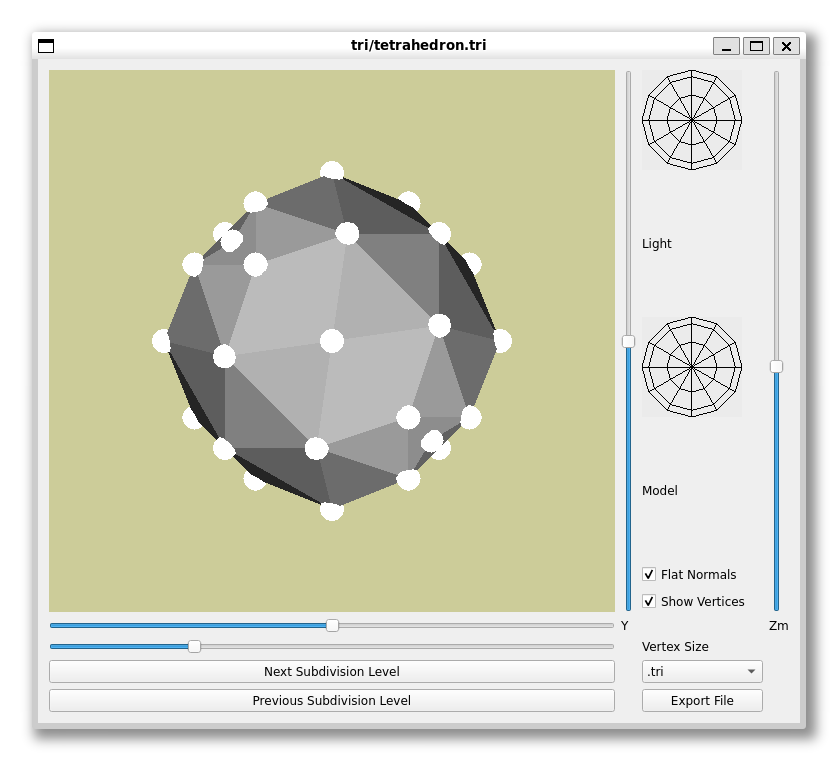 tri/tetrahedron.tri
Light
Model
Flat Normals
Show Vertices
Y
Zm
Vertex Size
Next Subdivision Level
.tri
Previous Subdivision Level
Export File